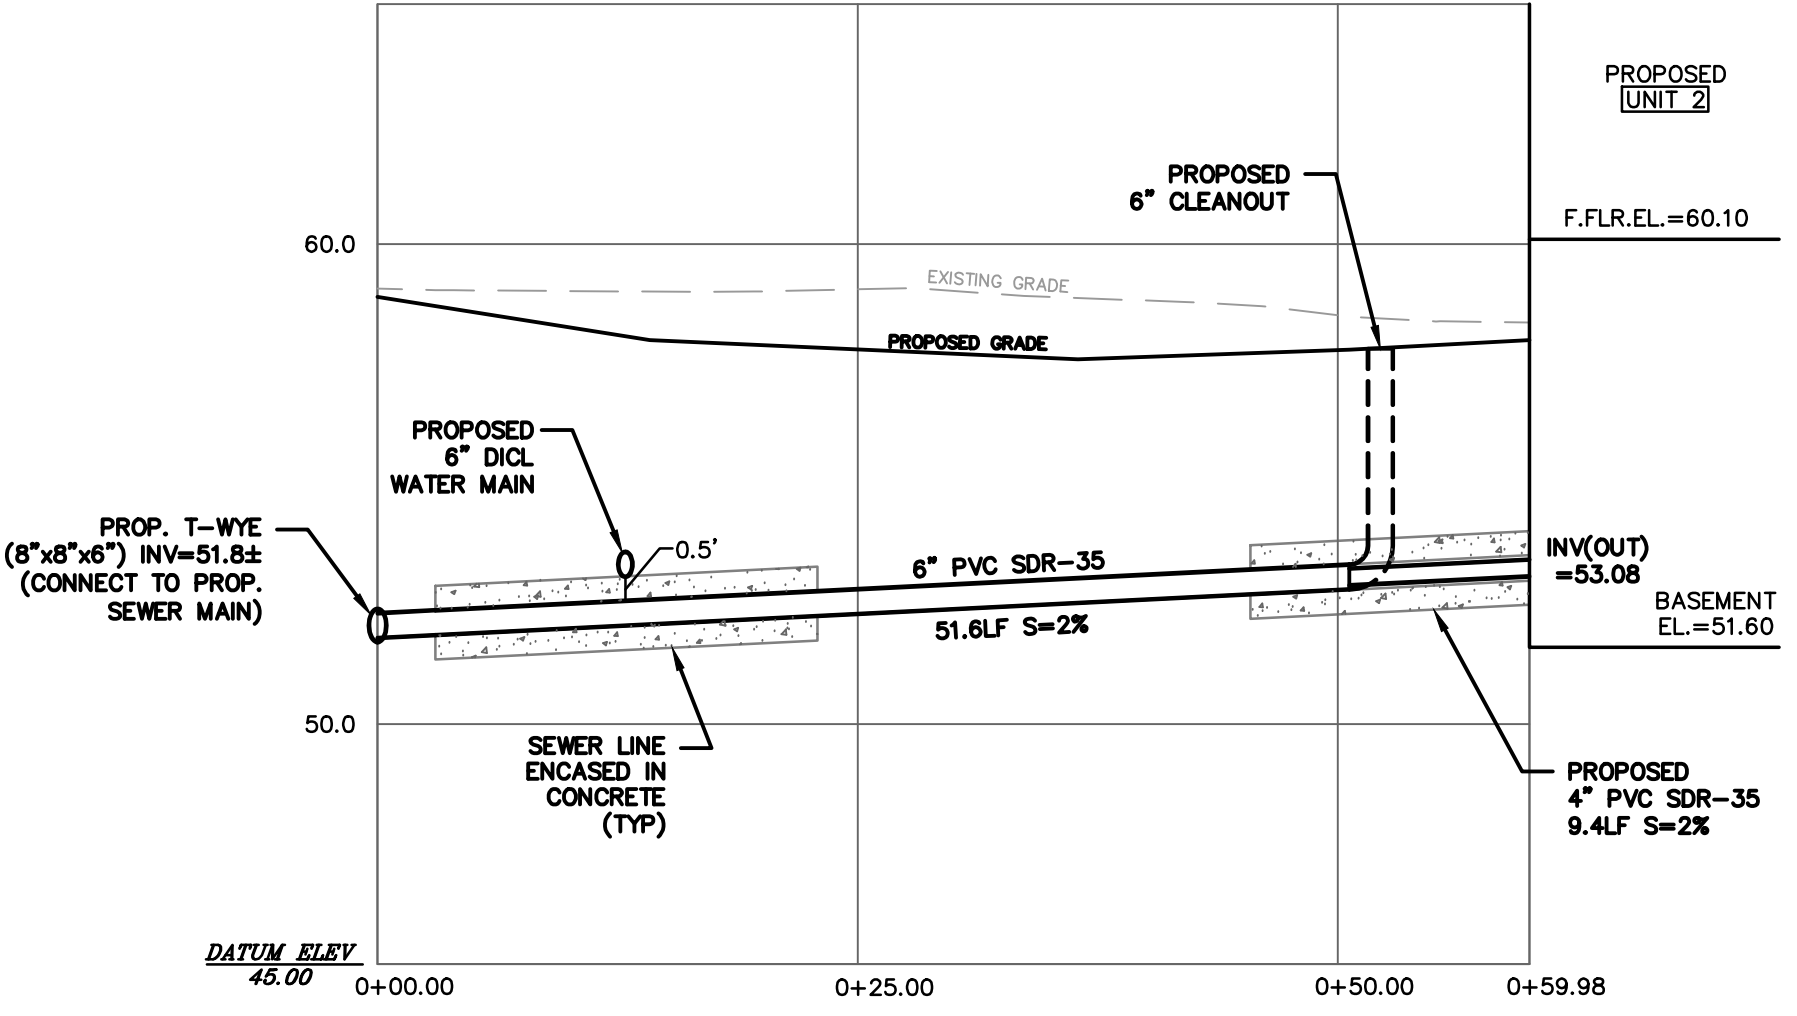 PROPOSED
UNIT 2
PROPOSED
6" CLEANOUT
F.FLR.EL.=60.10
60.0
EXISTING GRADE
PROPOSED GRADE
PROPOSED
6" DICL
WATER MAIN
PROP. T-WYE
(8"x8"x6") INV=51.8±
(CONNECT TO PROP.
SEWER MAIN)
0.5'
6" PVC SDR-35
51.6LF S=2%
INV(OUT)
=53.08
BASEMENT
EL.=51.60
50.0
SEWER LINE
ENCASED IN
CONCRETE
(TYP)
PROPOSED
4" PVC SDR-35
9.4LF S=2%
DATUM ELEV
45.00
0+00.00
0+25.00
0+50.00
0+59.98